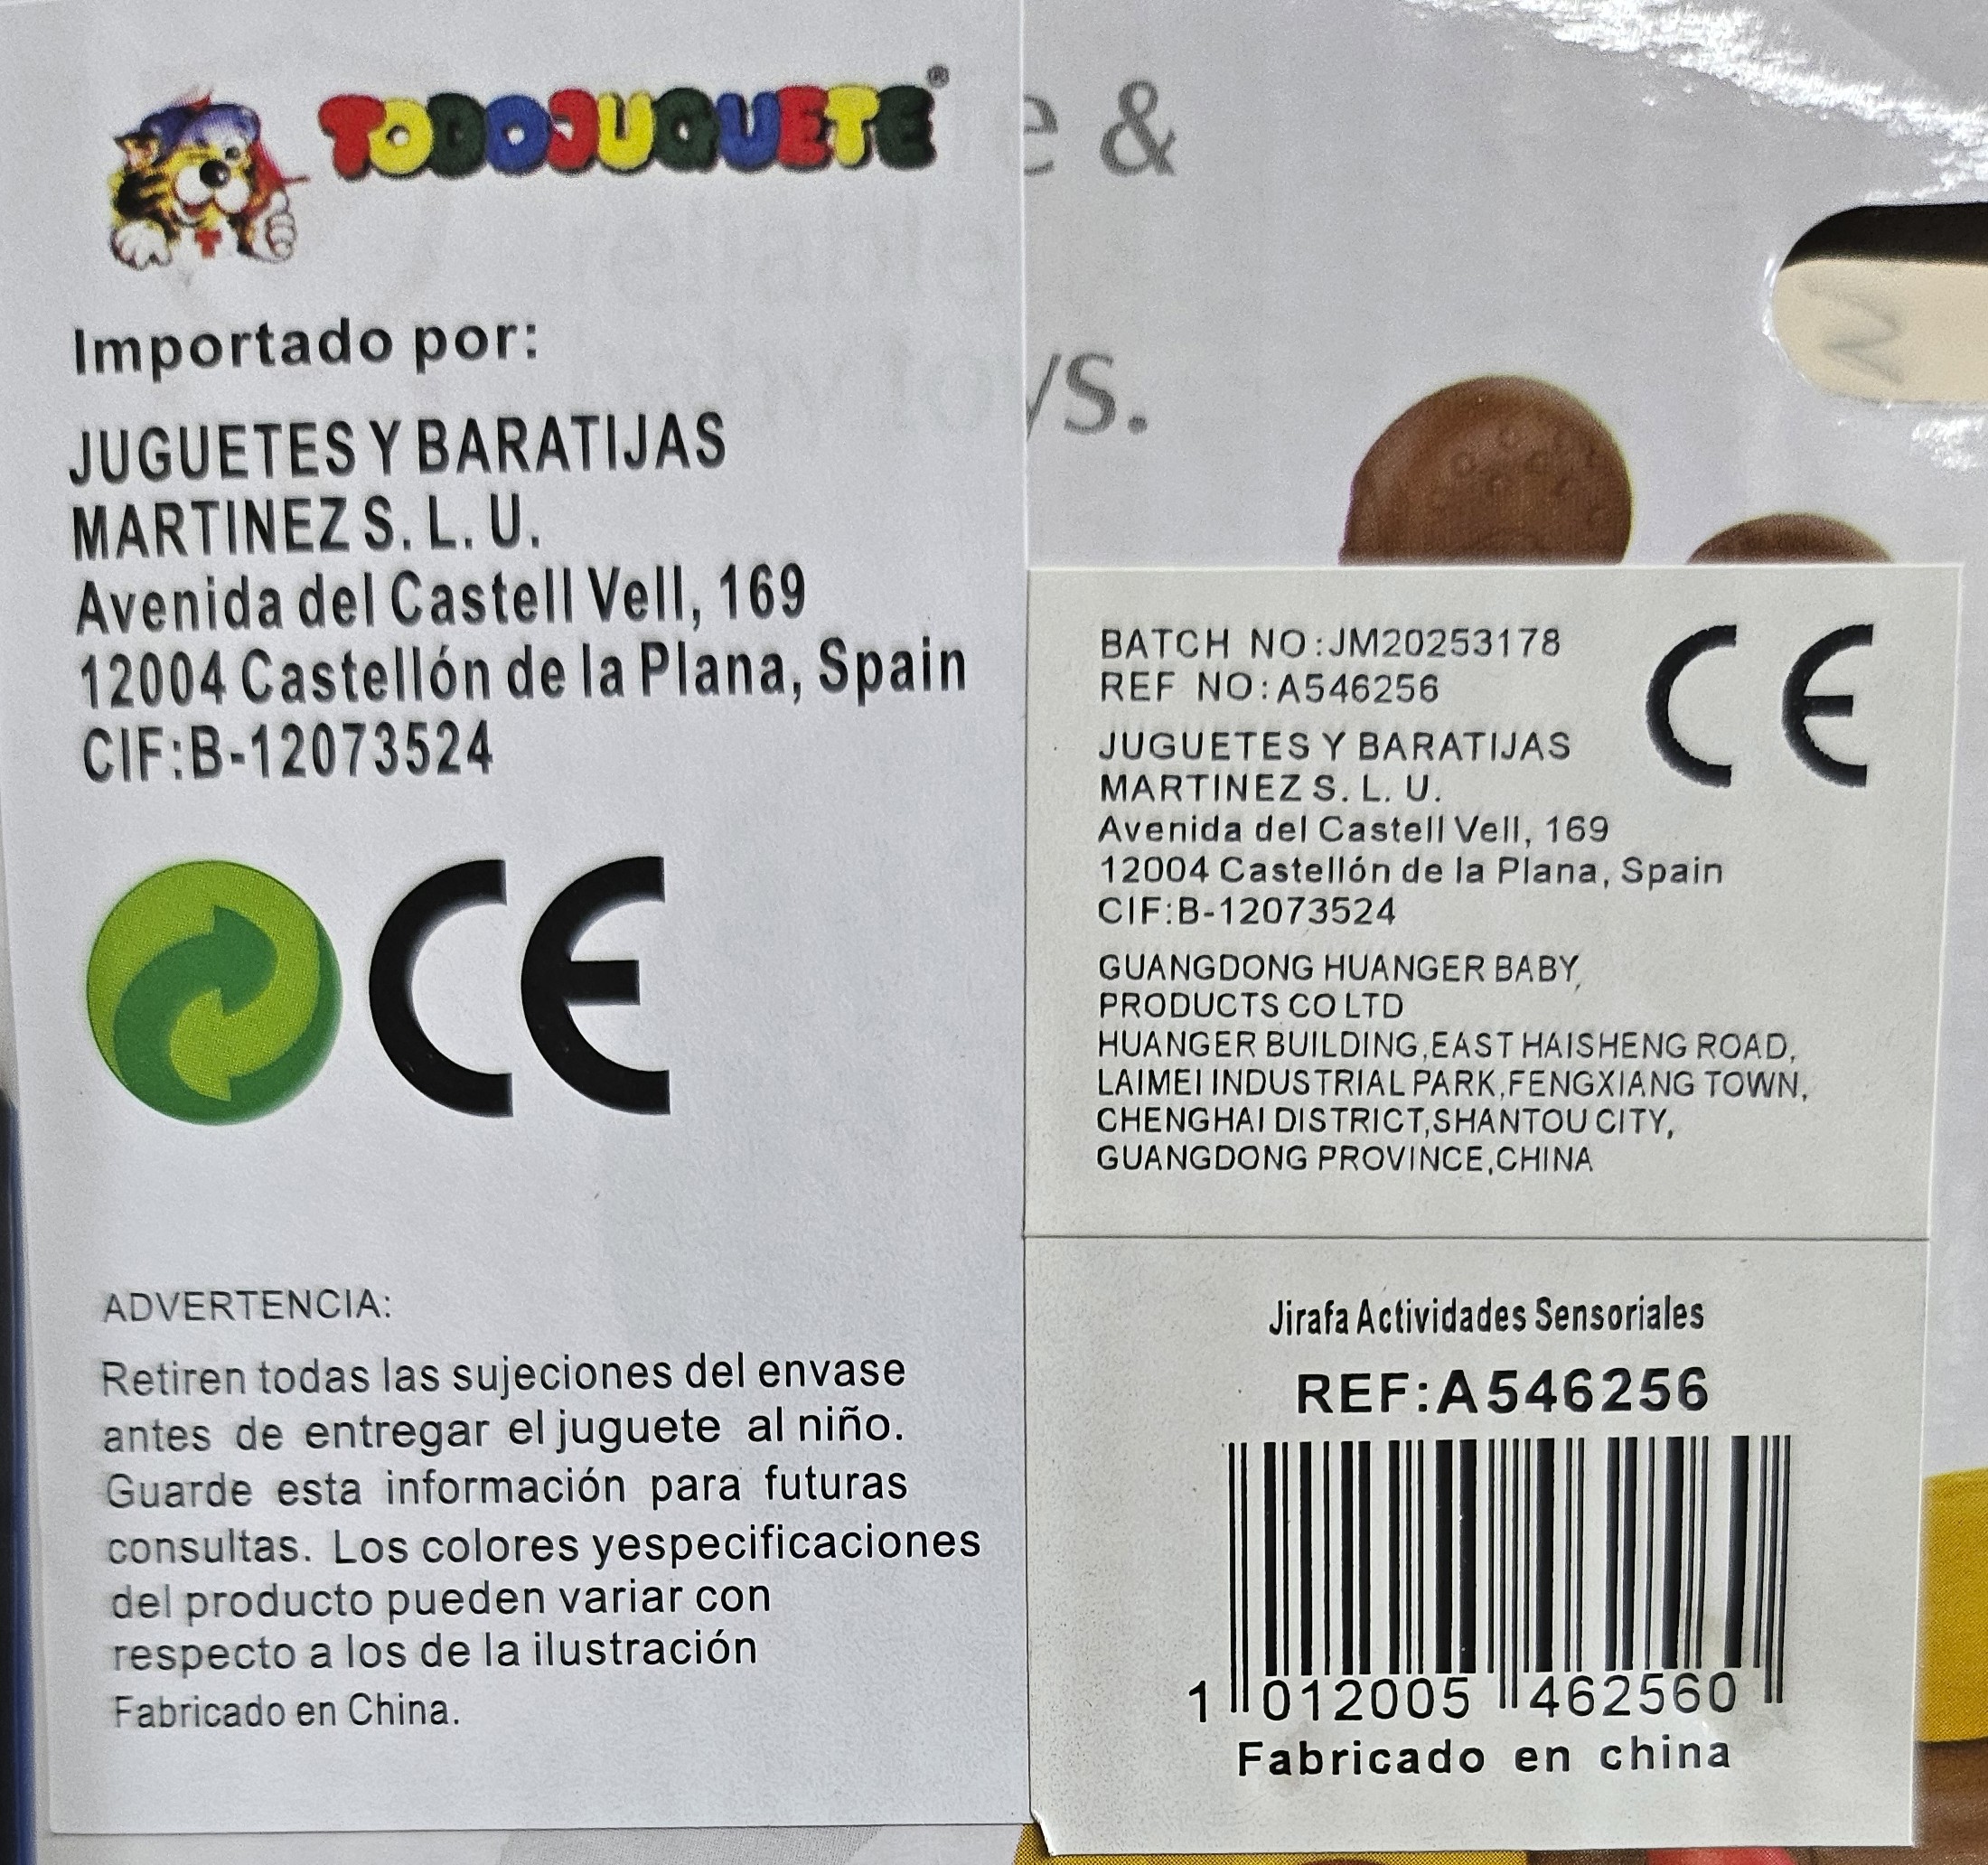 TODOJUGUETE®
Importado por:
JUGUETES Y BARATIJAS
MARTINEZ S. L. U.
Avenida del Castell Vell, 169
12004 Castellón de la Plana, Spain
CIF:B-12073524
CE
ADVERTENCIA:
Retiren todas las sujeciones del envase
antes de entregar el juguete al niño.
Guarde esta información para futuras
consultas. Los colores yespecificaciones
del producto pueden variar con
respecto a los de la ilustración
Fabricado en China.
e &
ys.
BATCH NO:JM20253178
REF NO:A546256
CE
JUGUETES Y BARATIJAS
MARTINEZ S. L. U.
Avenida del Castell Vell, 169
12004 Castellón de la Plana, Spain
CIF:B-12073524
GUANGDONG HUANGER BABY
PRODUCTS CO LTD
HUANGER BUILDING,EAST HAISHENG ROAD,
LAIMEI INDUSTRIAL PARK,FENGXIANG TOWN,
CHENGHAI DISTRICT,SHANTOU CITY,
GUANGDONG PROVINCE,CHINA
Jirafa Actividades Sensoriales
REF:A546256
1 012005 462560
Fabricado en china